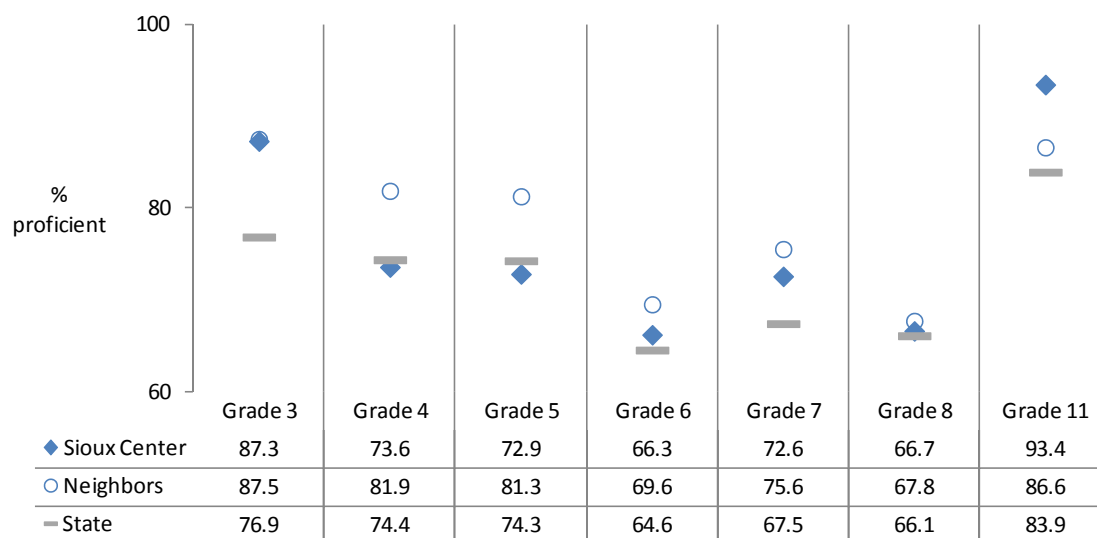 100
80
60
%
proficient
Grade 3 Grade 4 Grade 5 Grade 6 Grade 7 Grade 8 Grade 11
Sioux Center 87.3 73.6 72.9 66.3 72.6 66.7 93.4
Neighbors 87.5 81.9 81.3 69.6 75.6 67.8 86.6
State 76.9 74.4 74.3 64.6 67.5 66.1 83.9